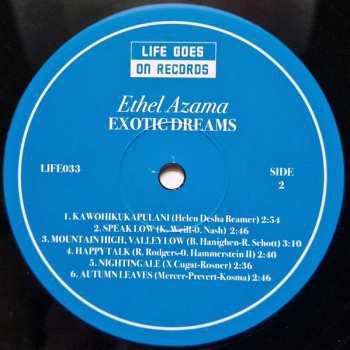 LIFE GOES
ON RECORDS
Ethel Azama
EXOTIC DREAMS
LIFE033
SIDE
2
1. KAWOHIKUKAPULANI (Helen Desha Beamer) 2:54
2. SPEAK LOW (K. Weill-O. Nash) 2:46
3. MOUNTAIN HIGH, VALLEY LOW (B. Hanighen-R. Schott) 3:10
4. HAPPY TALK (R. Rodgers-O. Hammerstein II) 2:40
5. NIGHTINGALE (X Cugat-Rosner) 2:36
6. AUTUMN LEAVES (Mercer-Prevert-Kosma) 2:46